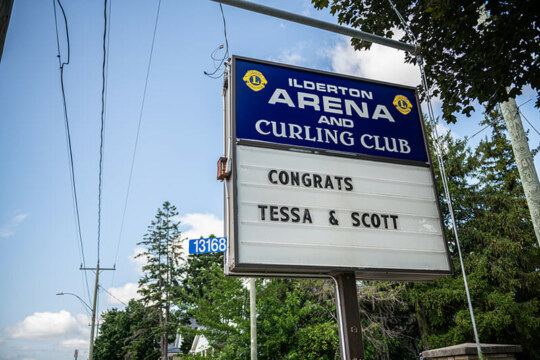 ILDERTON
ARENA
AND
CURLING CLUB
CONGRATS
TESSA & SCOTT
13168